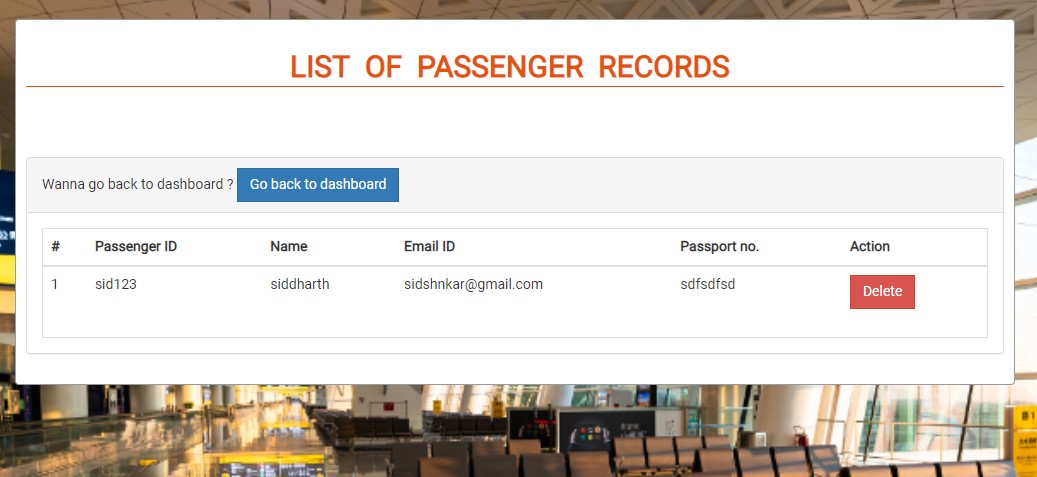 LIST OF PASSENGER RECORDS
Wanna go back to dashboard ? Go back to dashboard
# Passenger ID Name Email ID Passport no. Action
1 sid123 siddharth sidshnkar@gmail.com sdfsdfsd Delete